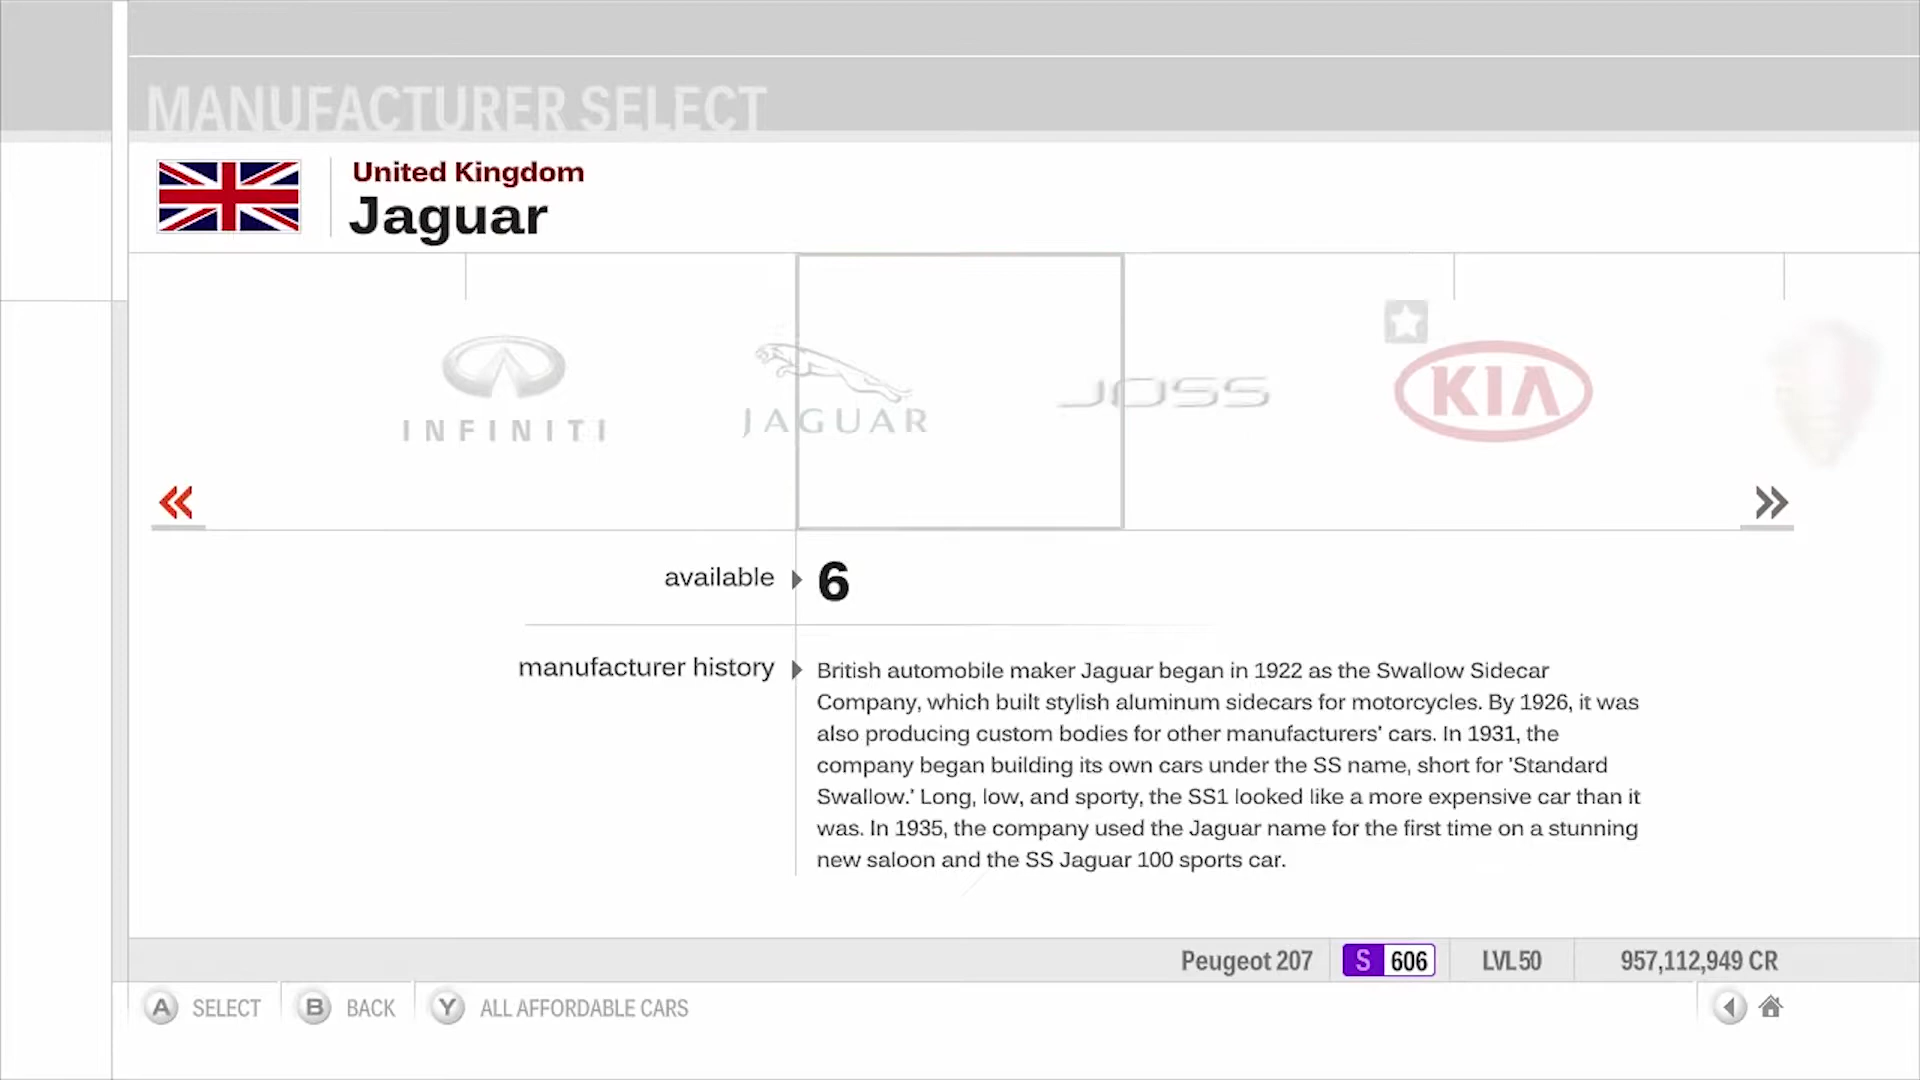 MANUFACTURER SELECT
United Kingdom
Jaguar
INFINITI
JAGUAR
JOSS
KIA
available
6
manufacturer history
British automobile maker Jaguar began in 1922 as the Swallow Sidecar
Company, which built stylish aluminum sidecars for motorcycles. By 1926, it was
also producing custom bodies for other manufacturers' cars. In 1931, the
company began building its own cars under the SS name, short for 'Standard
Swallow.' Long, low, and sporty, the SS1 looked like a more expensive car than it
was. In 1935, the company used the Jaguar name for the first time on a stunning
new saloon and the SS Jaguar 100 sports car.
Peugeot 207 S 606 LVL50 957,112,949 CR
A SELECT B BACK Y ALL AFFORDABLE CARS